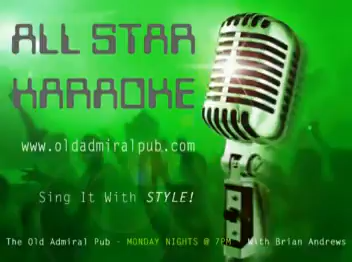 ALL STAR
KARAOKE
www.oldadmiralpub.com
Sing It With STYLE!
The Old Admiral Pub - MONDAY NIGHTS @ 7PM - With Brian Andrews